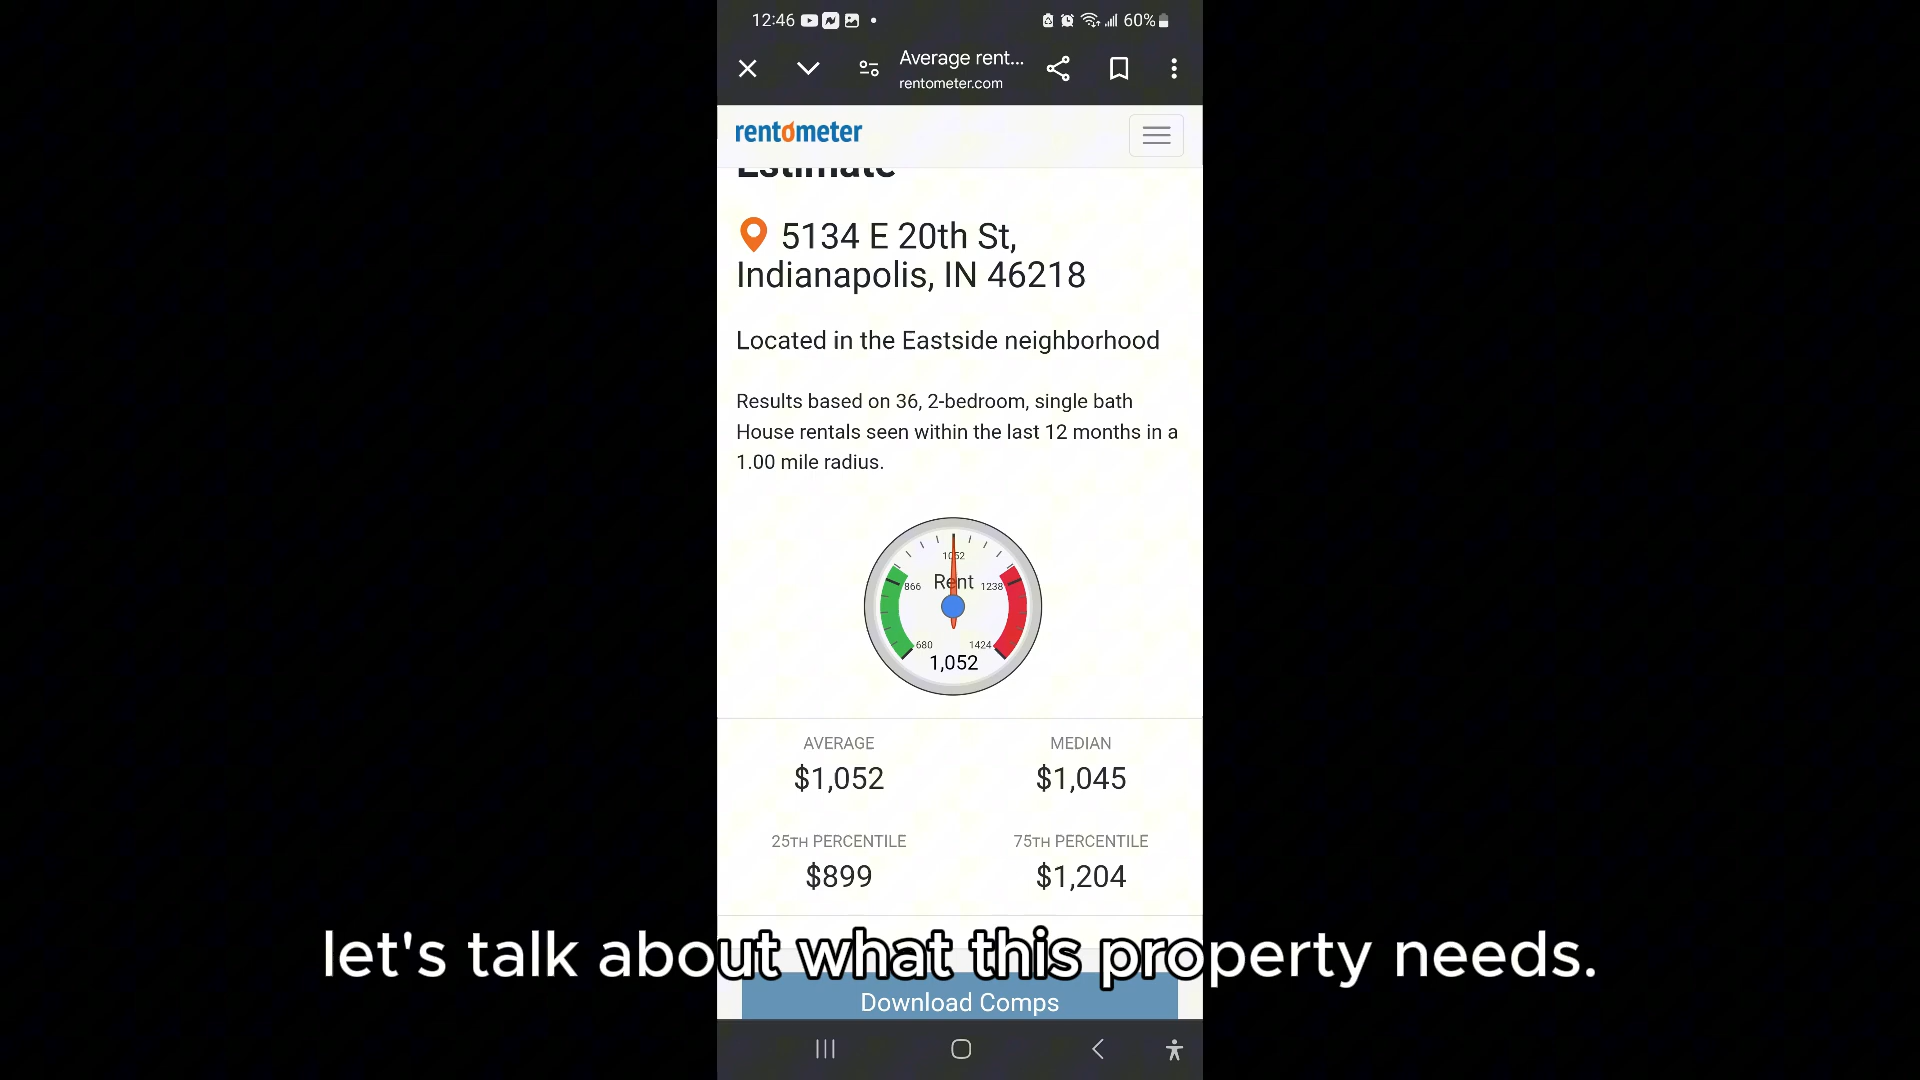 12:46
60%
Average rent...
rentometer.com
rentometer
Estimate
5134 E 20th St,
Indianapolis, IN 46218
Located in the Eastside neighborhood
Results based on 36, 2-bedroom, single bath
House rentals seen within the last 12 months in a
1.00 mile radius.
1052
866 Rent 1238
680 1424
1,052
AVERAGE MEDIAN
$1,052 $1,045
25TH PERCENTILE 75TH PERCENTILE
$899 $1,204
let's talk about what this property needs.
Download Comps